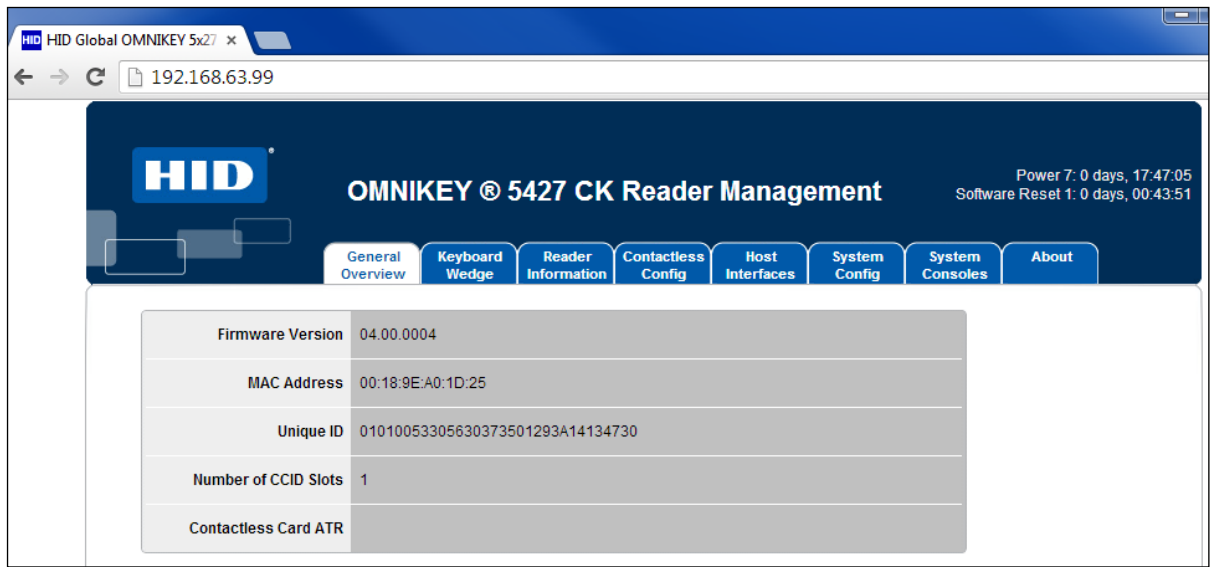 HID HID Global OMNIKEY 5x27 ×
192.168.63.99
HID
OMNIKEY ® 5427 CK Reader Management
Power 7: 0 days, 17:47:05
Software Reset 1: 0 days, 00:43:51
General Overview
Keyboard Wedge
Reader Information
Contactless Config
Host Interfaces
System Config
System Consoles
About
Firmware Version 04.00.0004
MAC Address 00:18:9E:A0:1D:25
Unique ID 01010053305630373501293A14134730
Number of CCID Slots 1
Contactless Card ATR